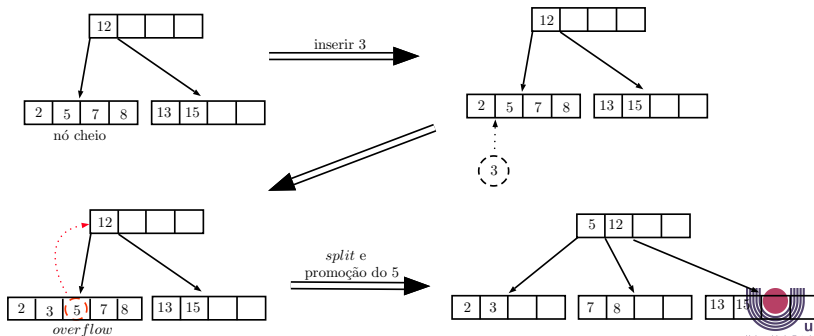 12
inserir 3
12
2 5 7 8
13 15
nó cheio
2 5 7 8
13 15
3
12
split e
promoção do 5
5 12
2 3 5 7 8
13 15
overflow
2 3
7 8
13 15
u